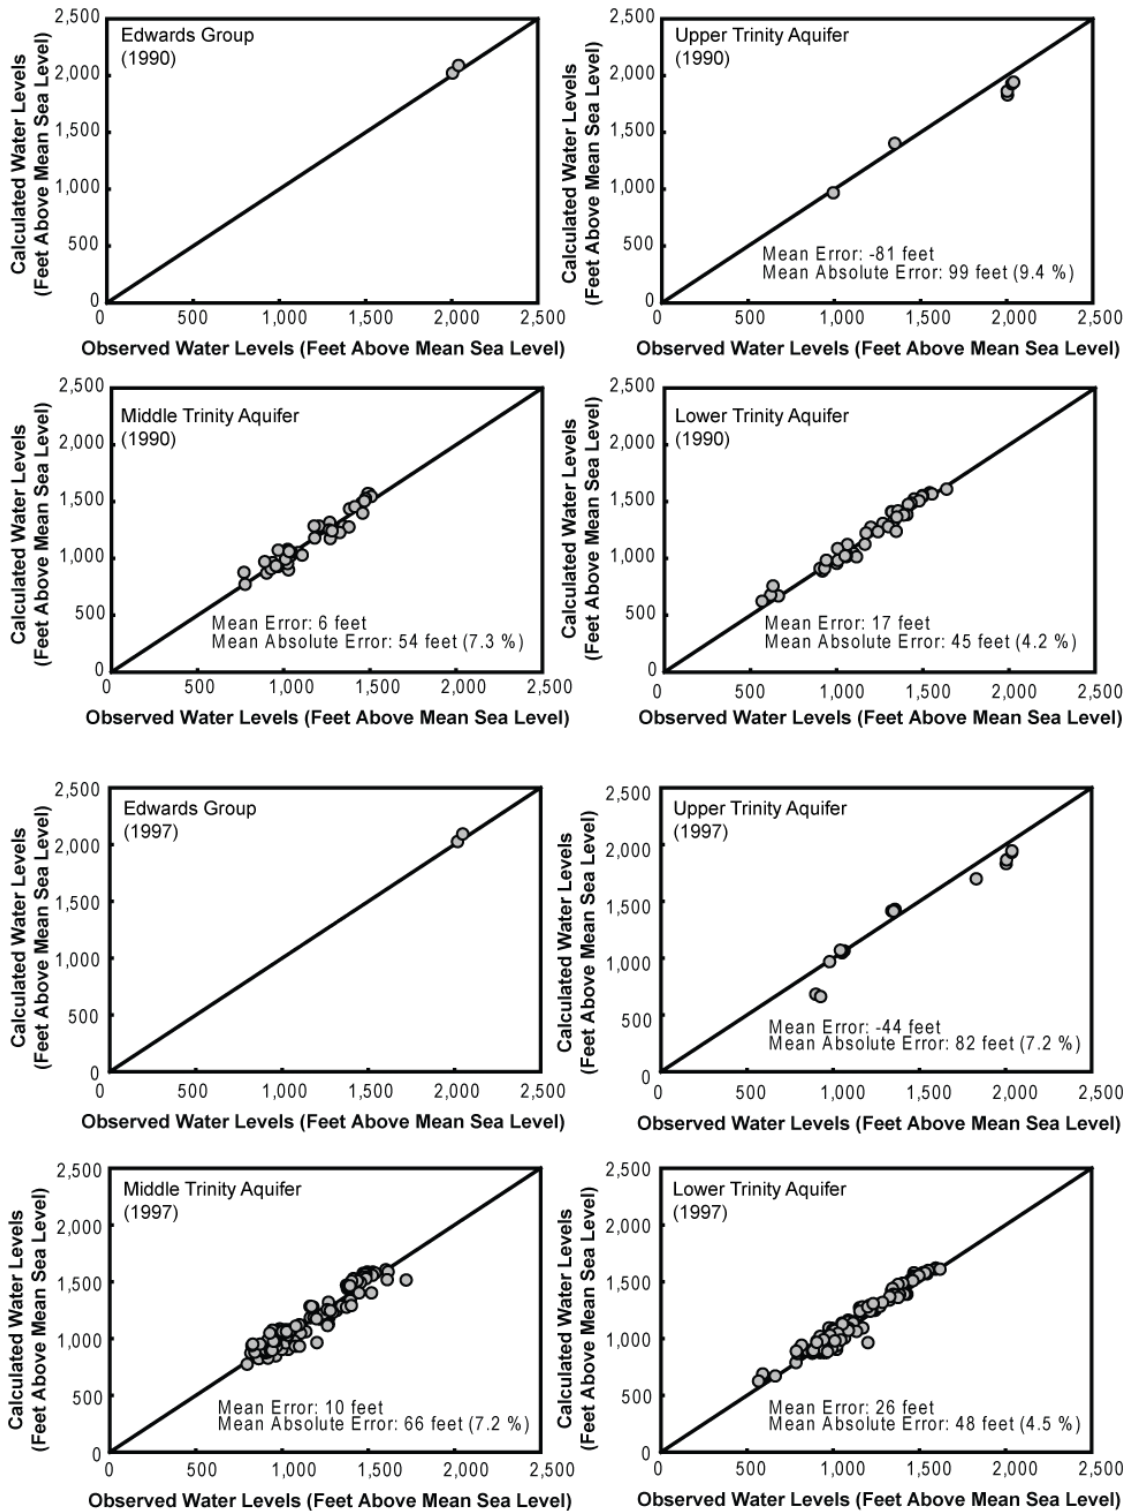 Calculated Water Levels
(Feet Above Mean Sea Level)
2,500
2,000
1,500
1,000
500
0
Edwards Group
(1990)
0 500 1,000 1,500 2,000 2,500
Observed Water Levels (Feet Above Mean Sea Level)
Calculated Water Levels
(Feet Above Mean Sea Level)
2,500
2,000
1,500
1,000
500
0
Upper Trinity Aquifer
(1990)
Mean Error: -81 feet
Mean Absolute Error: 99 feet (9.4 %)
0 500 1,000 1,500 2,000 2,500
Observed Water Levels (Feet Above Mean Sea Level)
Calculated Water Levels
(Feet Above Mean Sea Level)
2,500
2,000
1,500
1,000
500
0
Middle Trinity Aquifer
(1990)
Mean Error: 6 feet
Mean Absolute Error: 54 feet (7.3 %)
0 500 1,000 1,500 2,000 2,500
Observed Water Levels (Feet Above Mean Sea Level)
Calculated Water Levels
(Feet Above Mean Sea Level)
2,500
2,000
1,500
1,000
500
0
Lower Trinity Aquifer
(1990)
Mean Error: 17 feet
Mean Absolute Error: 45 feet (4.2 %)
0 500 1,000 1,500 2,000 2,500
Observed Water Levels (Feet Above Mean Sea Level)
Calculated Water Levels
(Feet Above Mean Sea Level)
2,500
2,000
1,500
1,000
500
0
Edwards Group
(1997)
0 500 1,000 1,500 2,000 2,500
Observed Water Levels (Feet Above Mean Sea Level)
Calculated Water Levels
(Feet Above Mean Sea Level)
2,500
2,000
1,500
1,000
500
0
Upper Trinity Aquifer
(1997)
Mean Error: -44 feet
Mean Absolute Error: 82 feet (7.2 %)
0 500 1,000 1,500 2,000 2,500
Observed Water Levels (Feet Above Mean Sea Level)
Calculated Water Levels
(Feet Above Mean Sea Level)
2,500
2,000
1,500
1,000
500
0
Middle Trinity Aquifer
(1997)
Mean Error: 10 feet
Mean Absolute Error: 66 feet (7.2 %)
0 500 1,000 1,500 2,000 2,500
Observed Water Levels (Feet Above Mean Sea Level)
Calculated Water Levels
(Feet Above Mean Sea Level)
2,500
2,000
1,500
1,000
500
0
Lower Trinity Aquifer
(1997)
Mean Error: 26 feet
Mean Absolute Error: 48 feet (4.5 %)
0 500 1,000 1,500 2,000 2,500
Observed Water Levels (Feet Above Mean Sea Level)